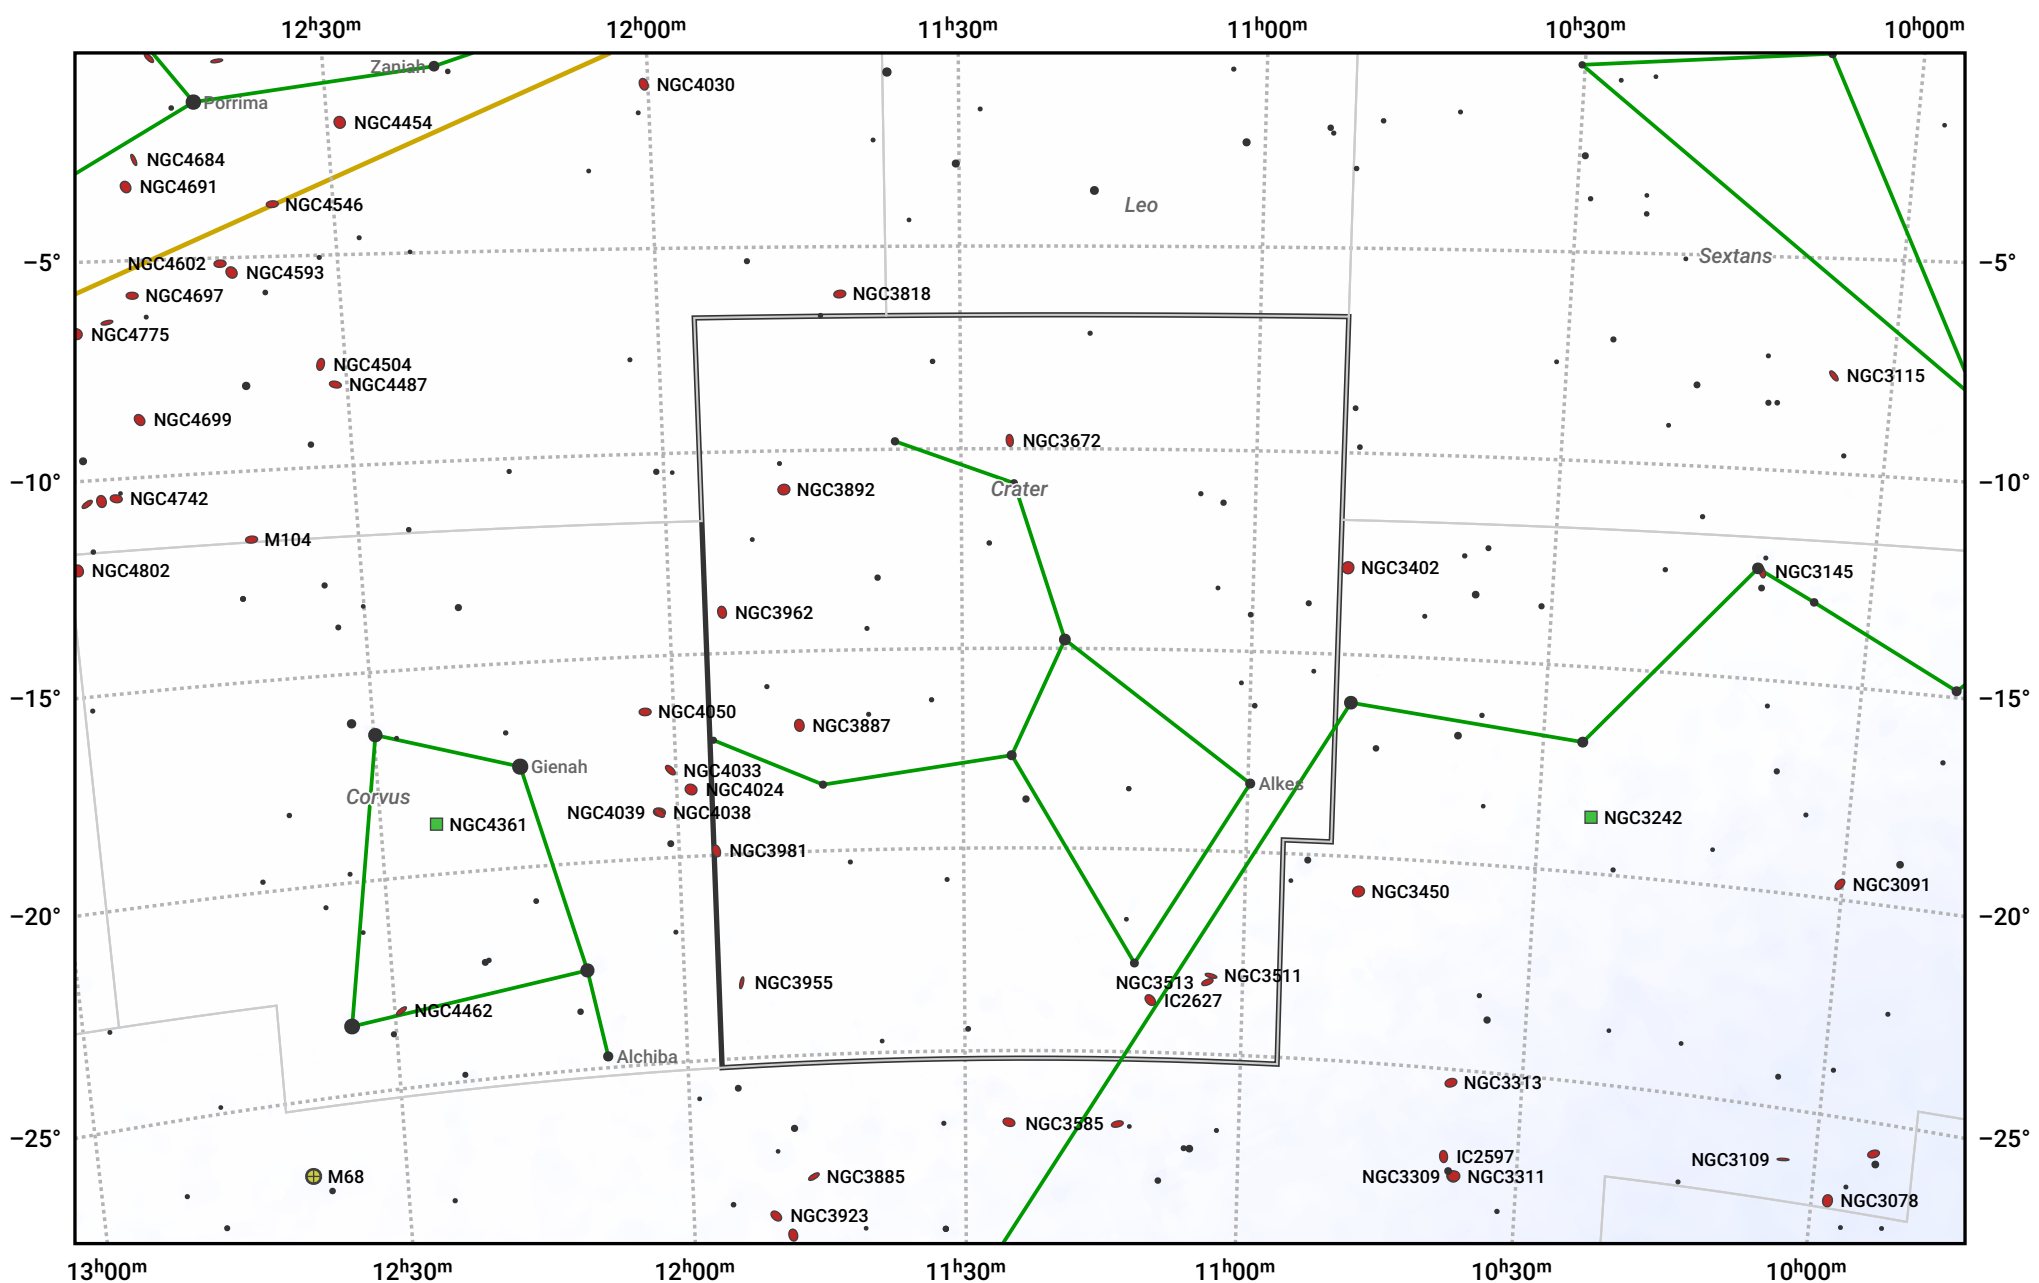 12h30m 12h00m 11h30m 11h00m 10h30m 10h00m
Zaniah
NGC4030
Porrima
NGC4454
NGC4684
NGC4691
NGC4546
Leo
Sextans
−5° −5°
NGC4602
NGC4593
NGC4697
NGC3818
NGC4775
NGC4504
NGC4487
NGC3115
NGC4699
NGC3672
−10° −10°
Crater
NGC3892
NGC4742
M104
NGC4802
NGC3402
NGC3145
NGC3962
−15° −15°
NGC4050
NGC3887
Gienah
NGC4033
Alkes
NGC4024
Corvus
NGC4039
NGC4038
NGC4361
NGC3242
NGC3981
NGC3450
NGC3091
−20° −20°
NGC3955
NGC3513
NGC3511
IC2627
NGC4462
Alchiba
NGC3313
NGC3585
−25° −25°
IC2597
NGC3109
M68
NGC3885
NGC3309
NGC3311
NGC3078
NGC3923
13h00m 12h30m 12h00m 11h30m 11h00m 10h30m 10h00m